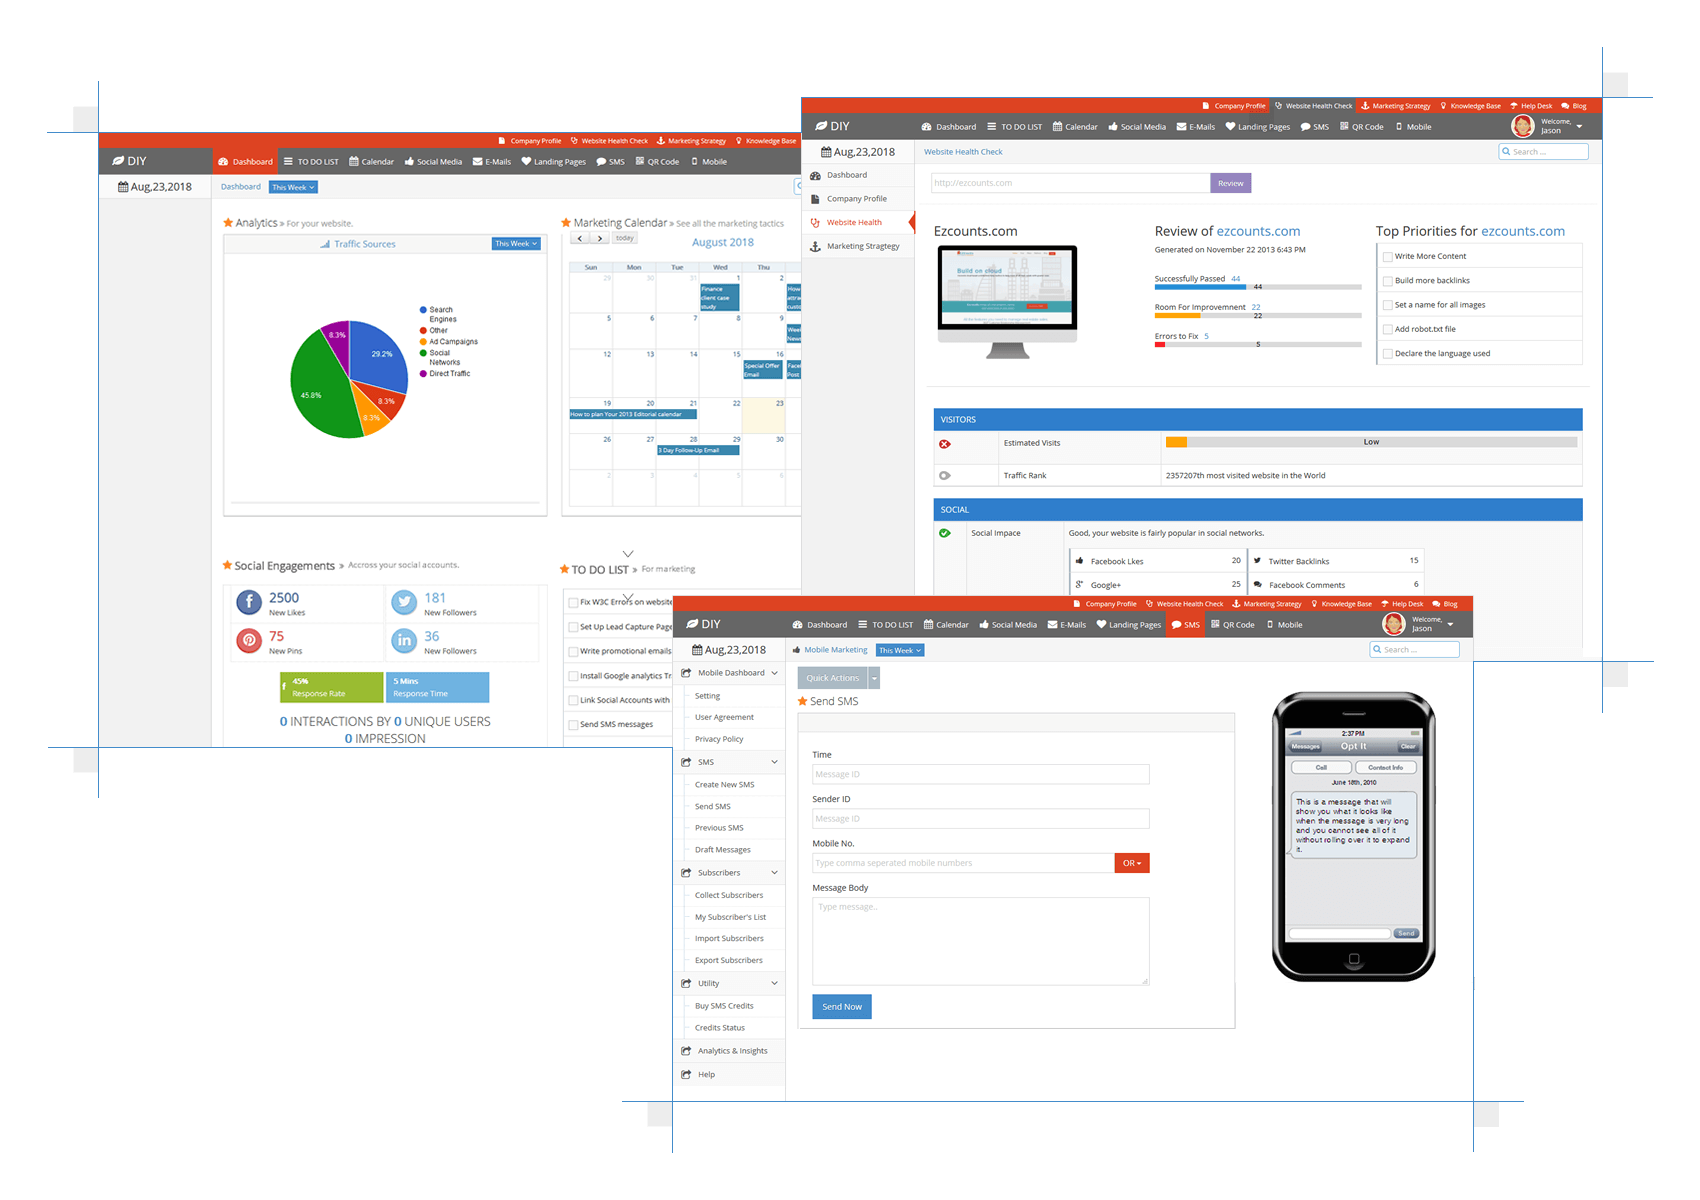 Company Profile Website Health Check Marketing Strategy Knowledge Base
DIY
Dashboard TO DO LIST Calendar Social Media E-Mails Landing Pages SMS QR Code Mobile
Aug,23,2018
Dashboard This Week
Analytics » For your website.
Traffic Sources This Week
Search
Engines
Other
Ad Campaigns
Social
Networks
Direct Traffic
8.3%
29.2%
45.8%
8.3%
8.3%
Marketing Calendar » See all the marketing tactics
today
August 2018
Sun Mon Tue Wed Thu
29 30 31 1 2
Finance
client case
study
How
attra
custo
5 6 7 8 9
Week
News
12 13 14 15 16
Special Offer
Email
Face
Post
19 20 21 22 23
How to plan Your 2013 Editorial calendar
26 27 28 29 30
3 Day Follow-Up Email
2 3 4 5 6
Social Engagements » Accross your social accounts.
2500
New Likes
181
New Followers
75
New Pins
36
New Followers
45%
Response Rate
5 Mins
Response Time
0 INTERACTIONS BY 0 UNIQUE USERS
0 IMPRESSION
TO DO LIST » For marketing
Fix W3C Errors on website
Set Up Lead Capture Page
Write promotional emails
Install Google analytics Tr
Link Social Accounts with
Send SMS messages
Company Profile Website Health Check Marketing Strategy Knowledge Base Help Desk Blog
DIY
Dashboard TO DO LIST Calendar Social Media E-Mails Landing Pages SMS QR Code Mobile
Welcome,
Jason
Aug,23,2018
Website Health Check
Search ...
Dashboard
Company Profile
Website Health
Marketing Stragtegy
http://ezcounts.com Review
Ezcounts.com
Build on cloud
Review of ezcounts.com
Generated on November 22 2013 6:43 PM
Successfully Passed 44
44
Room For Improvemnent 22
22
Errors to Fix 5
5
Top Priorities for ezcounts.com
Write More Content
Build more backlinks
Set a name for all images
Add robot.txt file
Declare the language used
VISITORS
Estimated Visits Low
Traffic Rank 2357207th most visited website in the World
SOCIAL
Social Impace Good, your website is fairly popular in social networks.
Facebook Lkes 20 Twitter Backlinks 15
Google+ 25 Facebook Comments 6
Company Profile Website Health Check Marketing Strategy Knowledge Base Help Desk Blog
DIY
Dashboard TO DO LIST Calendar Social Media E-Mails Landing Pages SMS QR Code Mobile
Welcome,
Jason
Aug,23,2018
Mobile Marketing This Week
Search ...
Mobile Dashboard
Setting
User Agreement
Privacy Policy
SMS
Create New SMS
Send SMS
Previous SMS
Draft Messages
Subscribers
Collect Subscribers
My Subscriber's List
Import Subscribers
Export Subscribers
Utility
Buy SMS Credits
Credits Status
Analytics & Insights
Help
Quick Actions
Send SMS
Time
Message ID
Sender ID
Message ID
Mobile No.
Type comma seperated mobile numbers OR
Message Body
Type message..
Send Now
2:37 PM
Messages Opt It Clear
Call Contact Info
June 18th, 2010
This is a message that will
show you what it looks like
when the message is very long
and you cannot see all of it
without rolling over it to expand
it.
Send